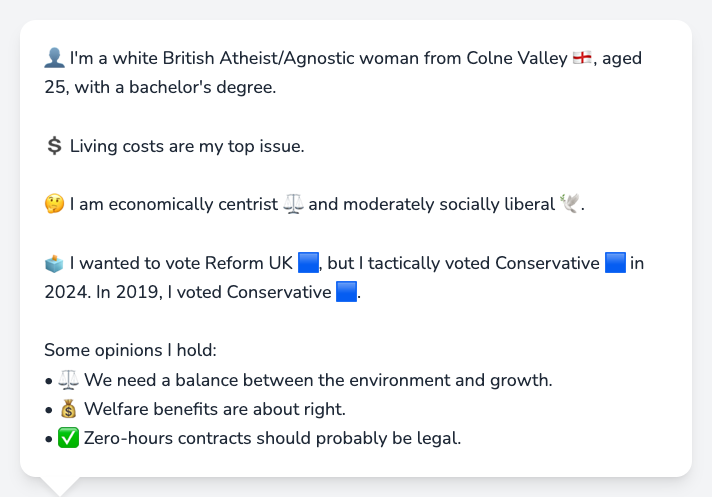 👤 I'm a white British Atheist/Agnostic woman from Colne Valley 🏴󠁧󠁢󠁥󠁮󠁧󠁿, aged
25, with a bachelor's degree.
💲 Living costs are my top issue.
🤔 I am economically centrist ⚖️ and moderately socially liberal 🕊️.
🗳️ I wanted to vote Reform UK 🟦, but I tactically voted Conservative 🟦 in
2024. In 2019, I voted Conservative 🟦.
Some opinions I hold:
• ⚖️ We need a balance between the environment and growth.
• 💰 Welfare benefits are about right.
• ✅ Zero-hours contracts should probably be legal.